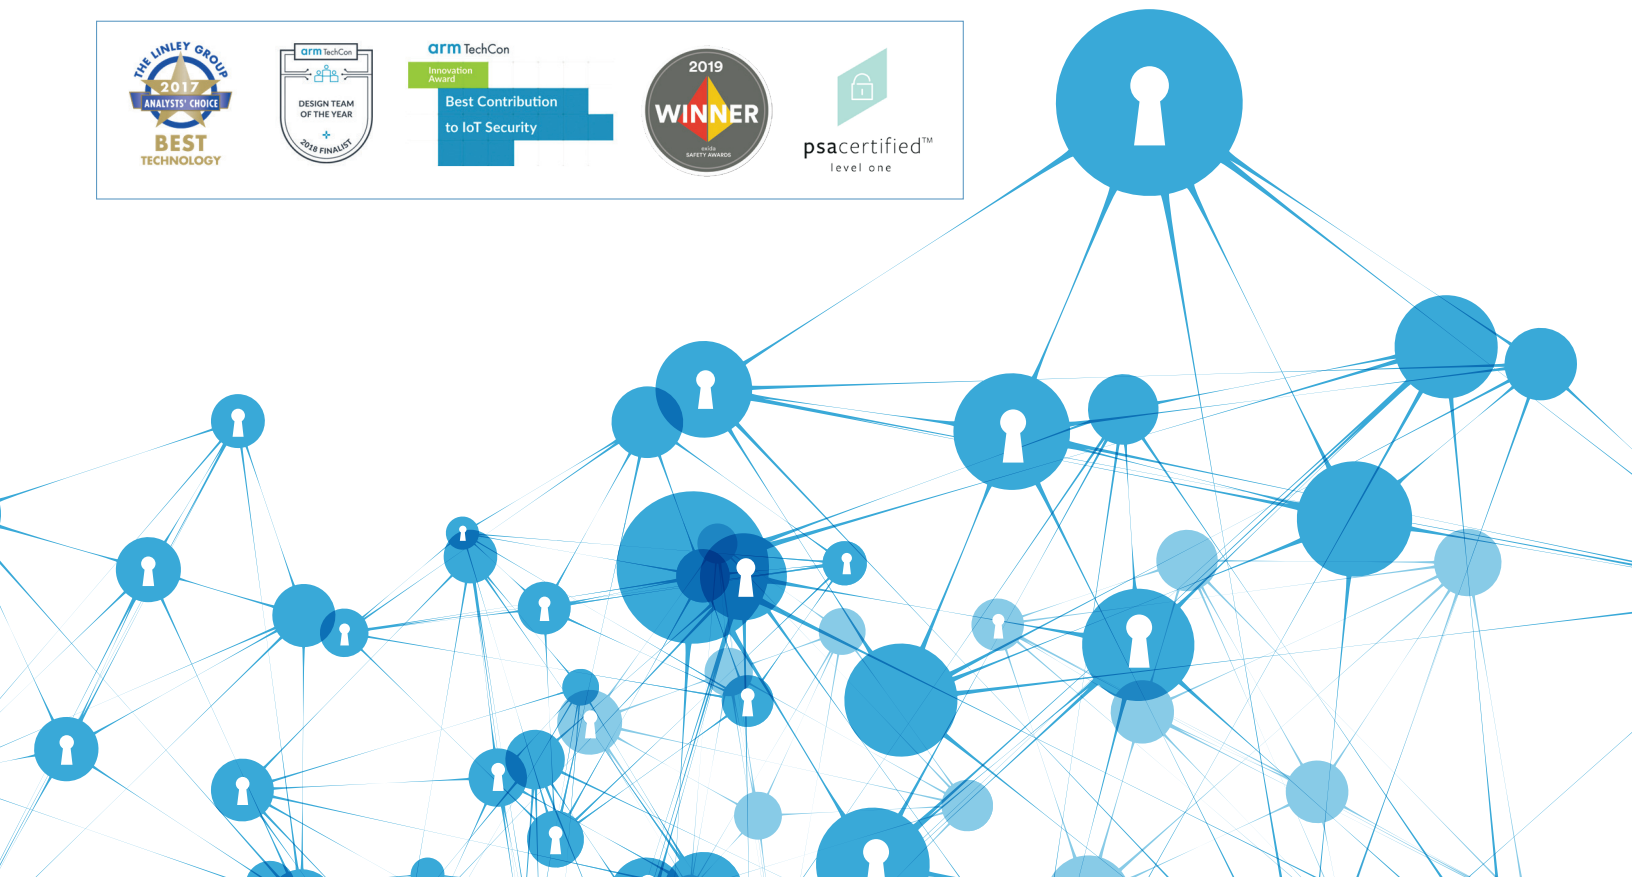 THE LINLEY GROUP
2017
ANALYSTS' CHOICE
BEST
TECHNOLOGY
arm TechCon
DESIGN TEAM
OF THE YEAR
2018 FINALIST
arm TechCon
Innovation
Award
Best Contribution
to IoT Security
2019
WINNER
exida
SAFETY AWARDS
psacertified™
level one